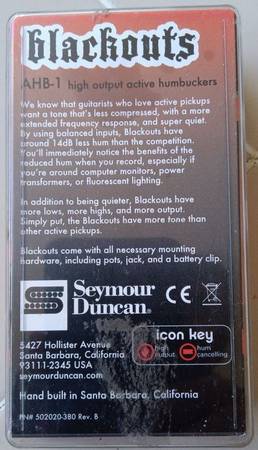 blackouts
AHB-1 high output active humbuckers
We know that guitarists who love active pickups
want a tone that's less compressed, with a more
extended frequency response, and super quiet.
By using balanced inputs, Blackouts have
around 14dB less hum than the competition.
You'll immediately notice the benefits of the
reduced hum when you record, especially if
you're around computer monitors, power
transformers, or fluorescent lighting.
In addition to being quieter, Blackouts have
more lows, more highs, and more output.
Simply put, the Blackouts have more tone than
other active pickups.
Blackouts come with all necessary mounting
hardware, including pots, jack, and a battery clip.
Seymour
Duncan.
CE
5427 Hollister Avenue
Santa Barbara, California
93111-2345 USA
seymourduncan.com
icon key
high
output
hum
cancelling
Hand built in Santa Barbara, California
PN# 502020-380 Rev. B